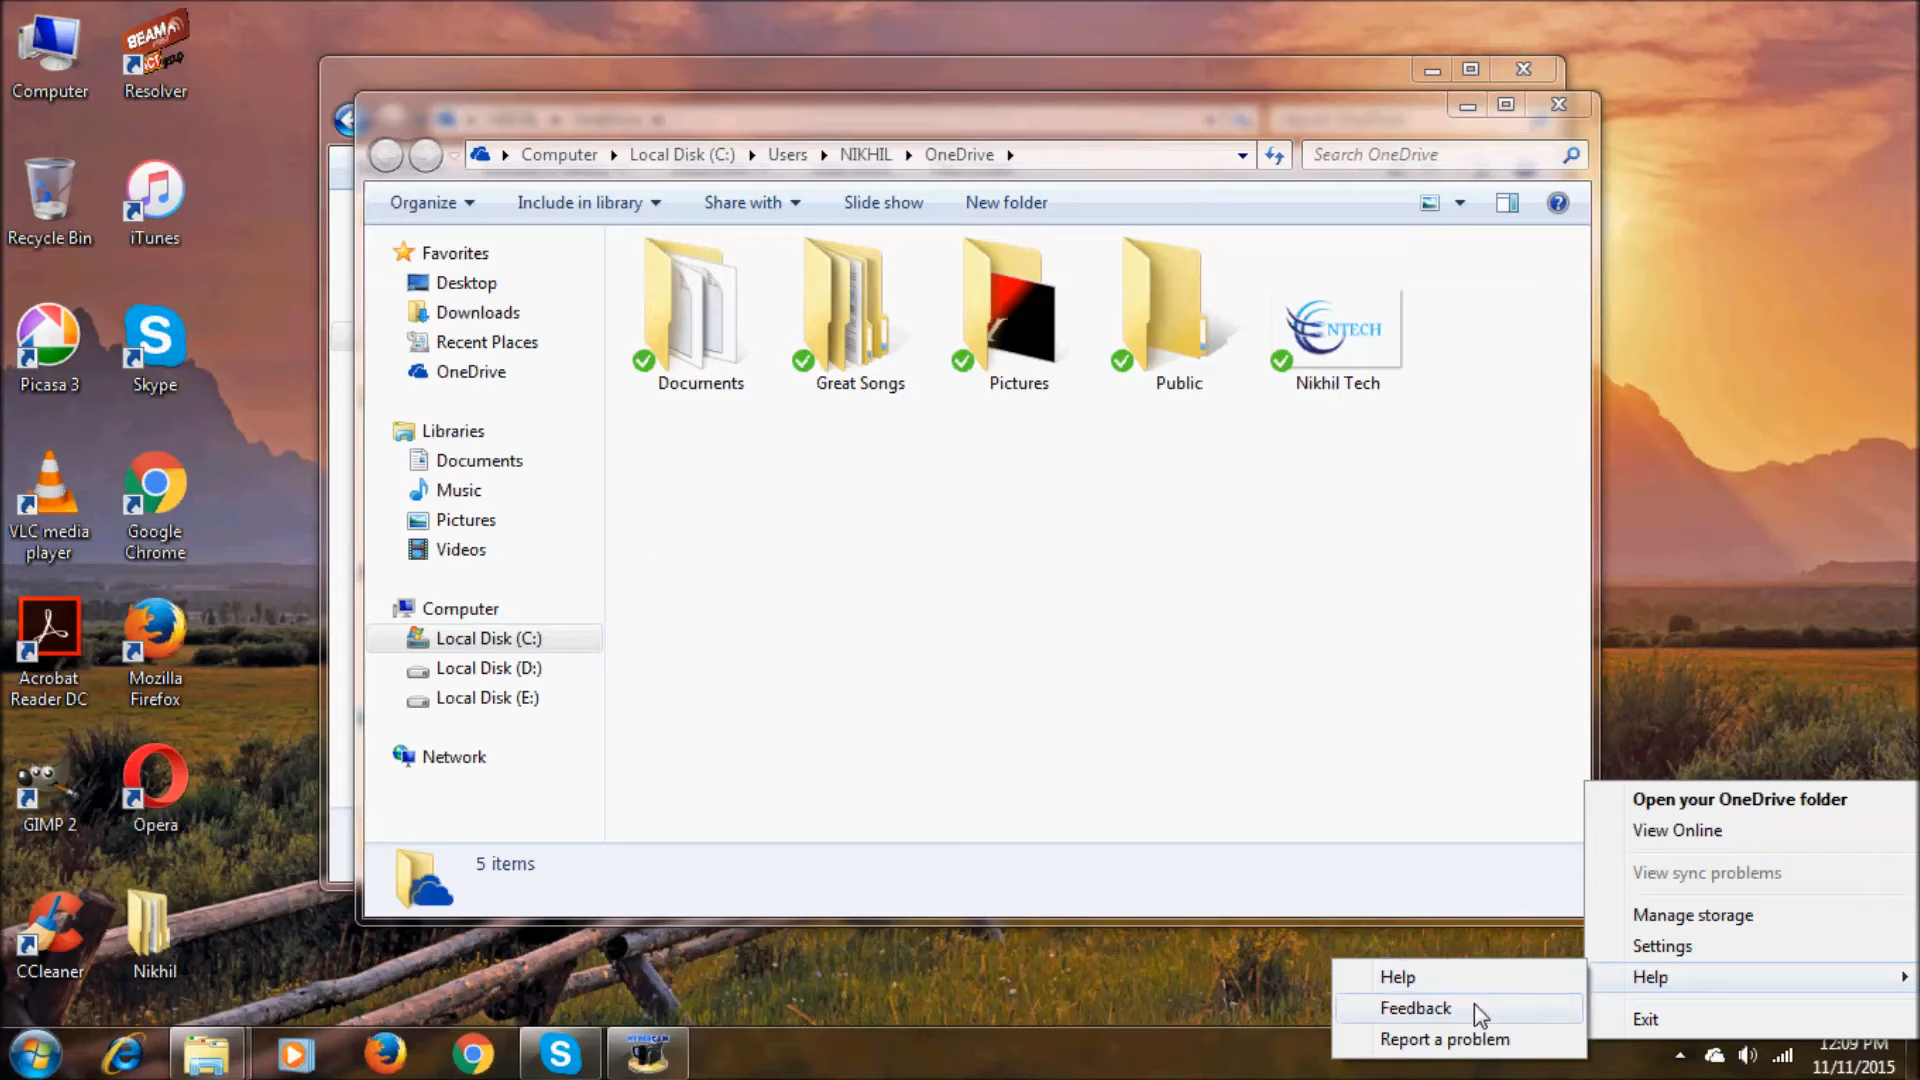 Computer
BEAM
Resolver
Recycle Bin
iTunes
Picasa 3
Skype
VLC media
player
Google
Chrome
Acrobat
Reader DC
Mozilla
Firefox
GIMP 2
Opera
CCleaner
Nikhil
Computer Local Disk (C:) Users NIKHIL OneDrive
Search OneDrive
Organize Include in library Share with Slide show New folder
Favorites
Desktop
Downloads
Recent Places
OneDrive
Libraries
Documents
Music
Pictures
Videos
Computer
Local Disk (C:)
Local Disk (D:)
Local Disk (E:)
Network
NTECH
Documents Great Songs Pictures Public Nikhil Tech
5 items
Open your OneDrive folder
View Online
View sync problems
Manage storage
Settings
Help
Exit
Help
Feedback
Report a problem
HYPERCAM
12:09 PM
11/11/2015